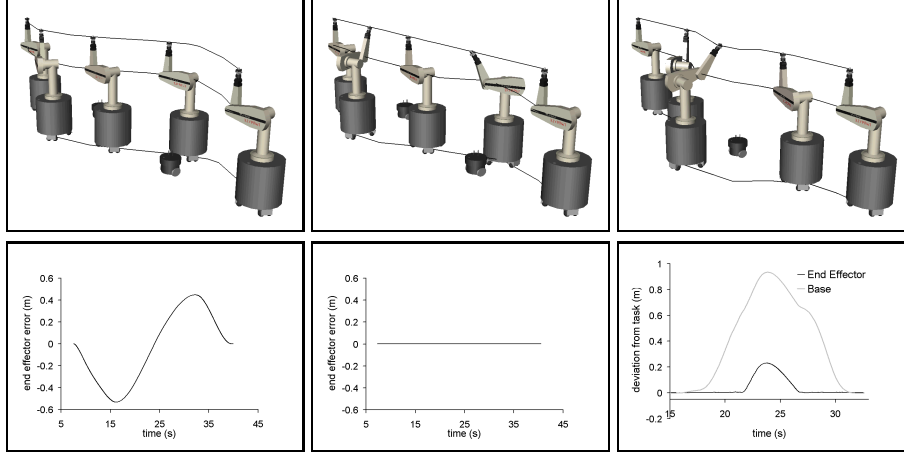 0.6
0.4
0.2
0
-0.2
-0.4
-0.6
end effector error (m)
5 15 25 35 45
time (s)
0.6
0.4
0.2
0
-0.2
-0.4
-0.6
end effector error (m)
5 15 25 35 45
time (s)
1
0.8
0.6
0.4
0.2
0
-0.2
deviation from task (m)
End Effector
Base
15 20 25 30
time (s)